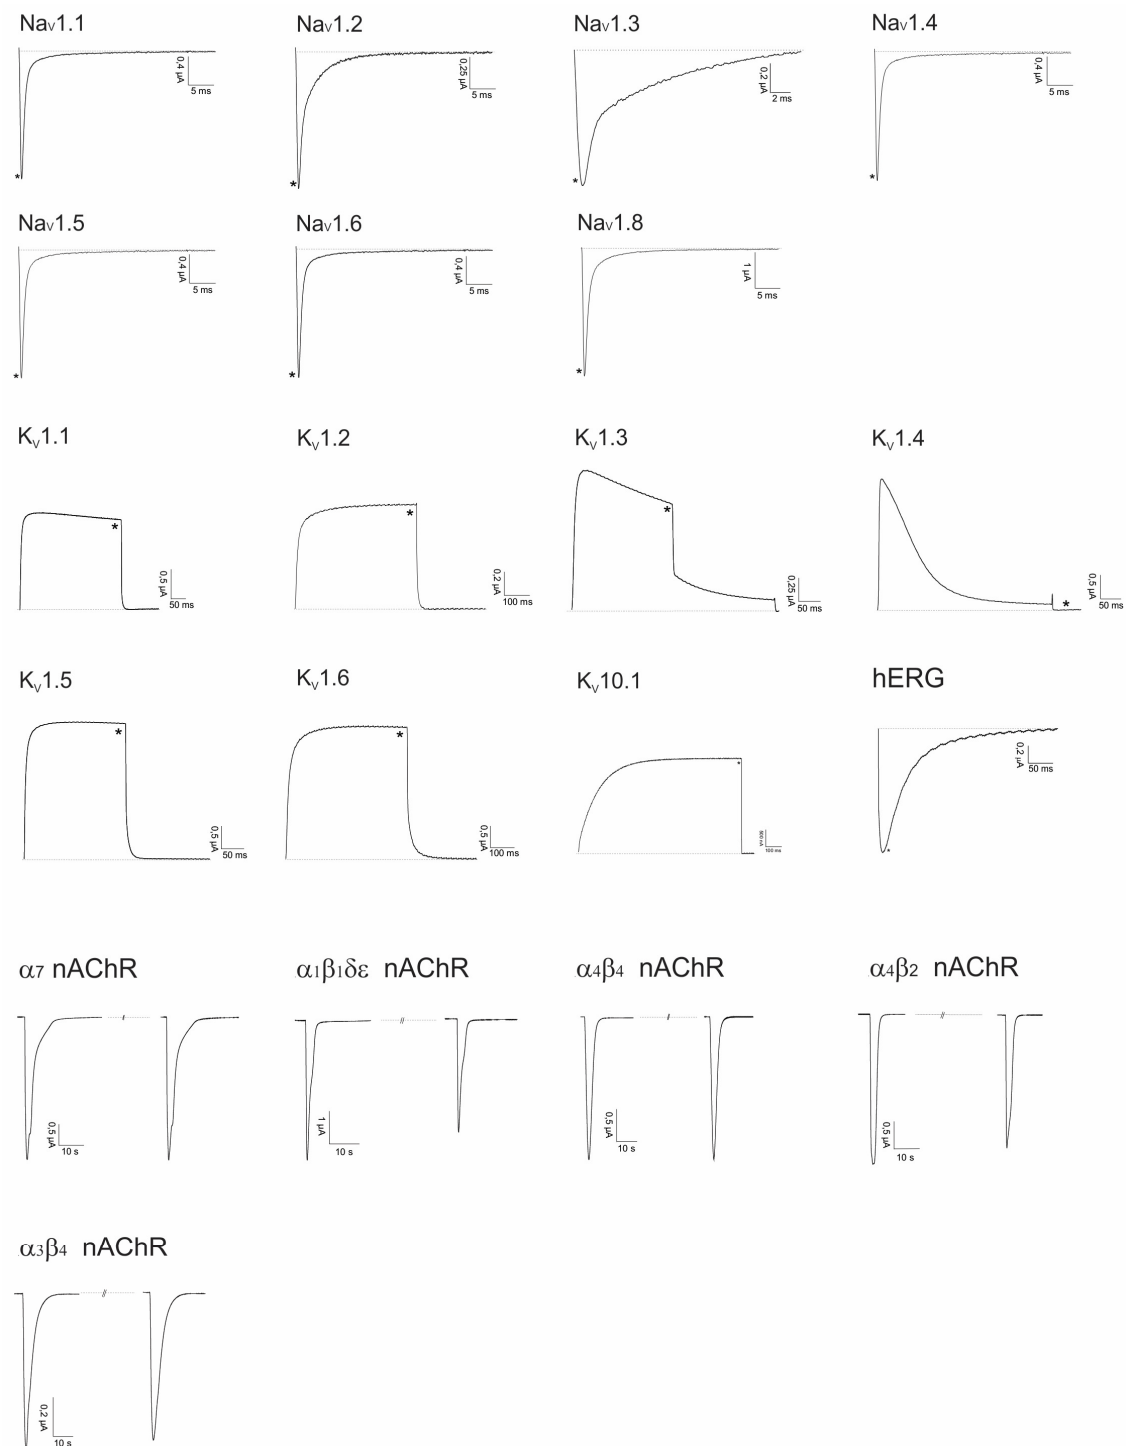 NaV1.1 NaV1.2 NaV1.3 NaV1.4
0,4 µA 5 ms 0,25 µA 5 ms 0,2 µA 2 ms 0,4 µA 5 ms
* * * *
NaV1.5 NaV1.6 NaV1.8
0,4 µA 5 ms 0,4 µA 5 ms 1 µA 5 ms
* * *
KV1.1 KV1.2 KV1.3 KV1.4
* * * *
0,5 µA 50 ms 0,2 µA 100 ms 0,25 µA 50 ms 0,5 µA 50 ms
KV1.5 KV1.6 KV10.1 hERG
* * * *
0,5 µA 50 ms 0,5 µA 100 ms 500 nA 100 ms 0,2 µA 50 ms
α7 nAChR α1β1δε nAChR α4β4 nAChR α4β2 nAChR
0,5 µA 10 s 1 µA 10 s 0,5 µA 10 s 0,5 µA 10 s
α3β4 nAChR
0,2 µA 10 s